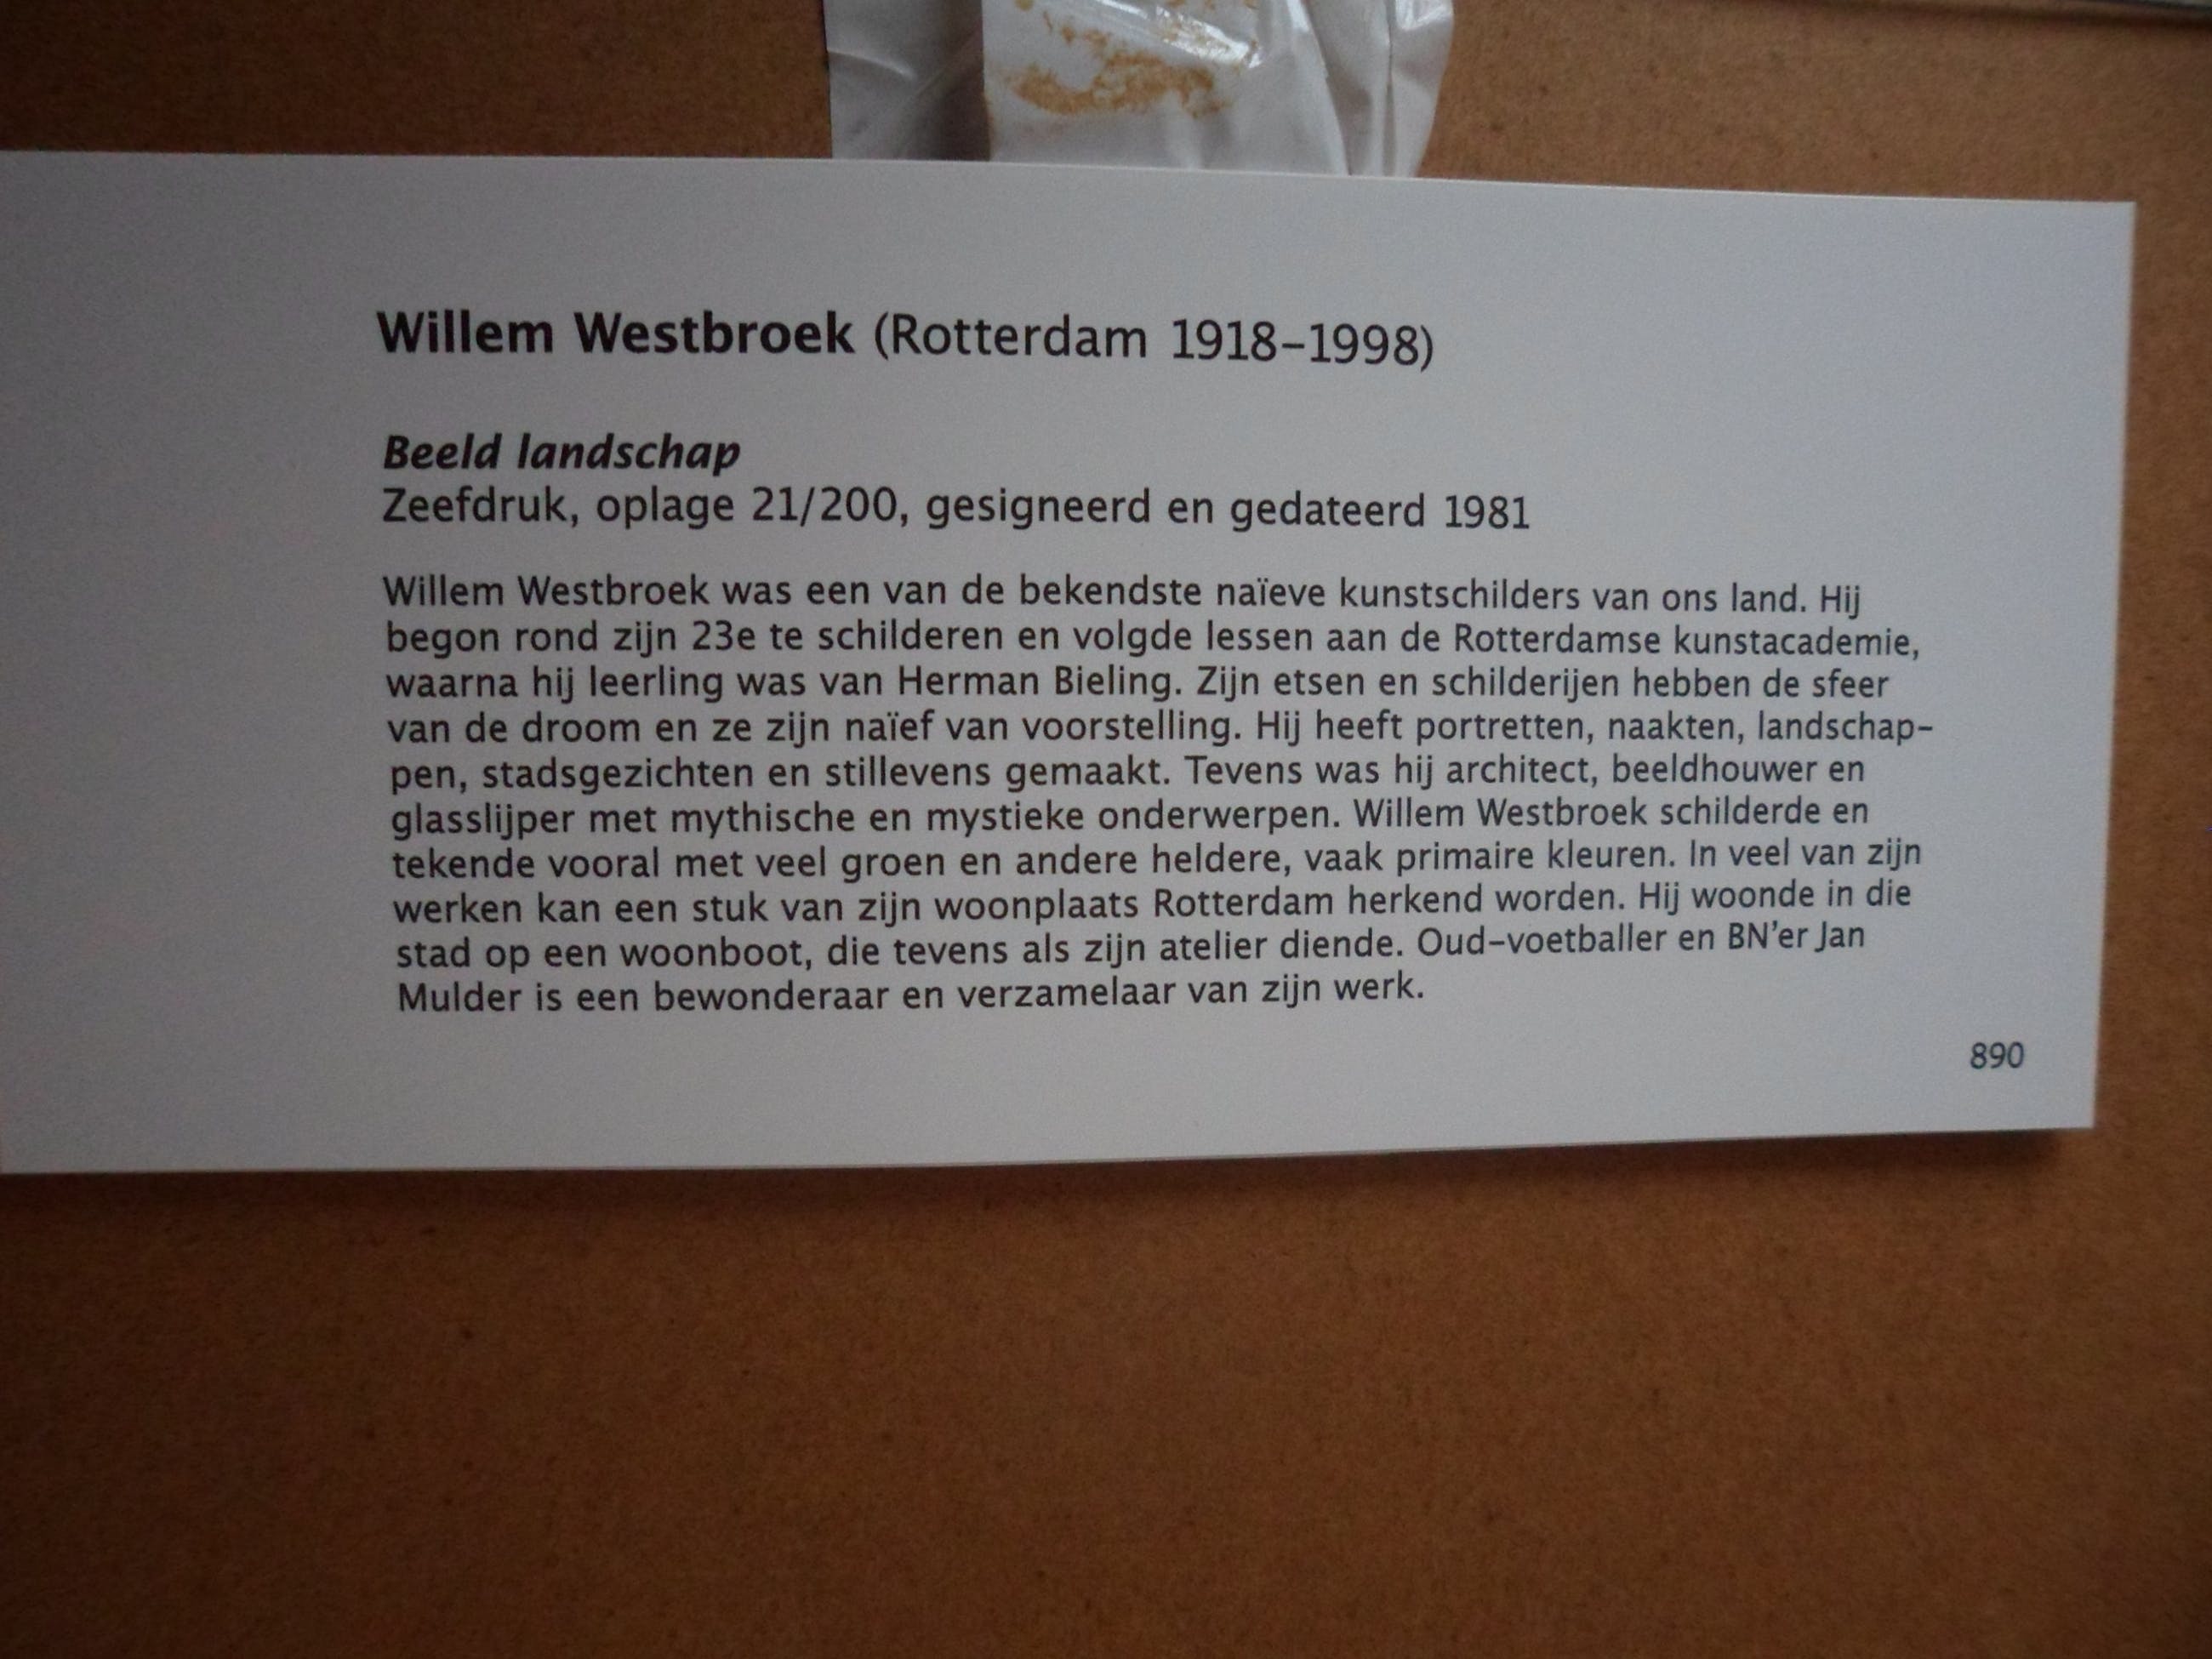 Willem Westbroek (Rotterdam 1918-1998)
Beeld landschap
Zeefdruk, oplage 21/200, gesigneerd en gedateerd 1981
Willem Westbroek was een van de bekendste naïeve kunstschilders van ons land. Hij
begon rond zijn 23e te schilderen en volgde lessen aan de Rotterdamse kunstacademie,
waarna hij leerling was van Herman Bieling. Zijn etsen en schilderijen hebben de sfeer
van de droom en ze zijn naïef van voorstelling. Hij heeft portretten, naakten, landschap-
pen, stadsgezichten en stillevens gemaakt. Tevens was hij architect, beeldhouwer en
glasslijper met mythische en mystieke onderwerpen. Willem Westbroek schilderde en
tekende vooral met veel groen en andere heldere, vaak primaire kleuren. In veel van zijn
werken kan een stuk van zijn woonplaats Rotterdam herkend worden. Hij woonde in die
stad op een woonboot, die tevens als zijn atelier diende. Oud-voetballer en BN'er Jan
Mulder is een bewonderaar en verzamelaar van zijn werk.
890